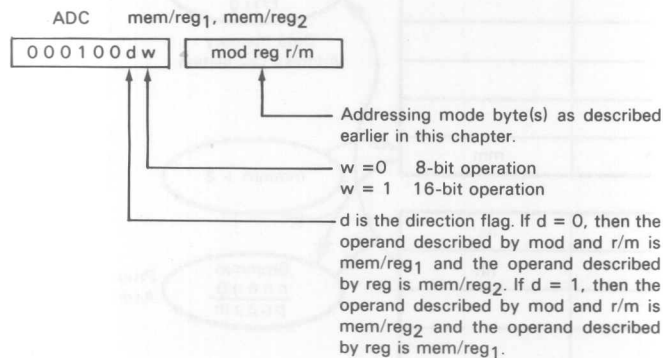 ADC mem/reg1, mem/reg2
0 0 0 1 0 0 d w mod reg r/m
Addressing mode byte(s) as described
earlier in this chapter.
w =0 8-bit operation
w = 1 16-bit operation
d is the direction flag. If d = 0, then the
operand described by mod and r/m is
mem/reg1 and the operand described
by reg is mem/reg2. If d = 1, then the
operand described by mod and r/m is
mem/reg2 and the operand described
by reg is mem/reg1.